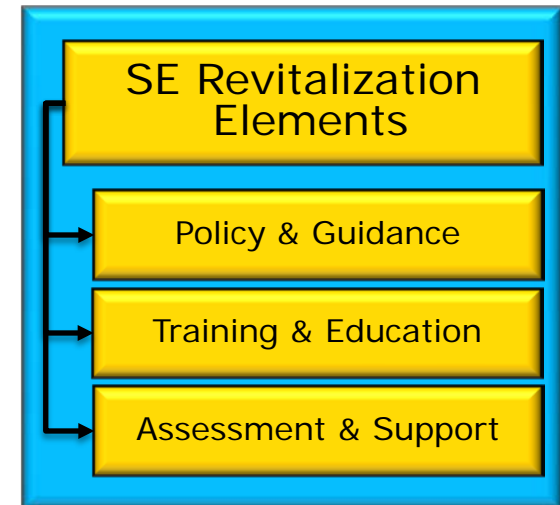 SE Revitalization
Elements
Policy & Guidance
Training & Education
Assessment & Support